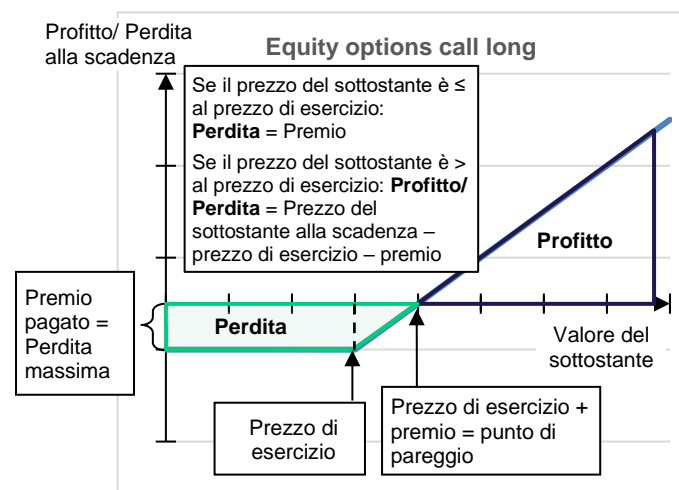 Profitto/ Perdita
alla scadenza
Equity options call long
Se il prezzo del sottostante è ≤
al prezzo di esercizio:
Perdita = Premio
Se il prezzo del sottostante è >
al prezzo di esercizio: Profitto/
Perdita = Prezzo del
sottostante alla scadenza –
prezzo di esercizio – premio
Profitto
Premio
pagato =
Perdita
massima
Perdita
Valore del
sottostante
Prezzo di
esercizio
Prezzo di esercizio +
premio = punto di
pareggio